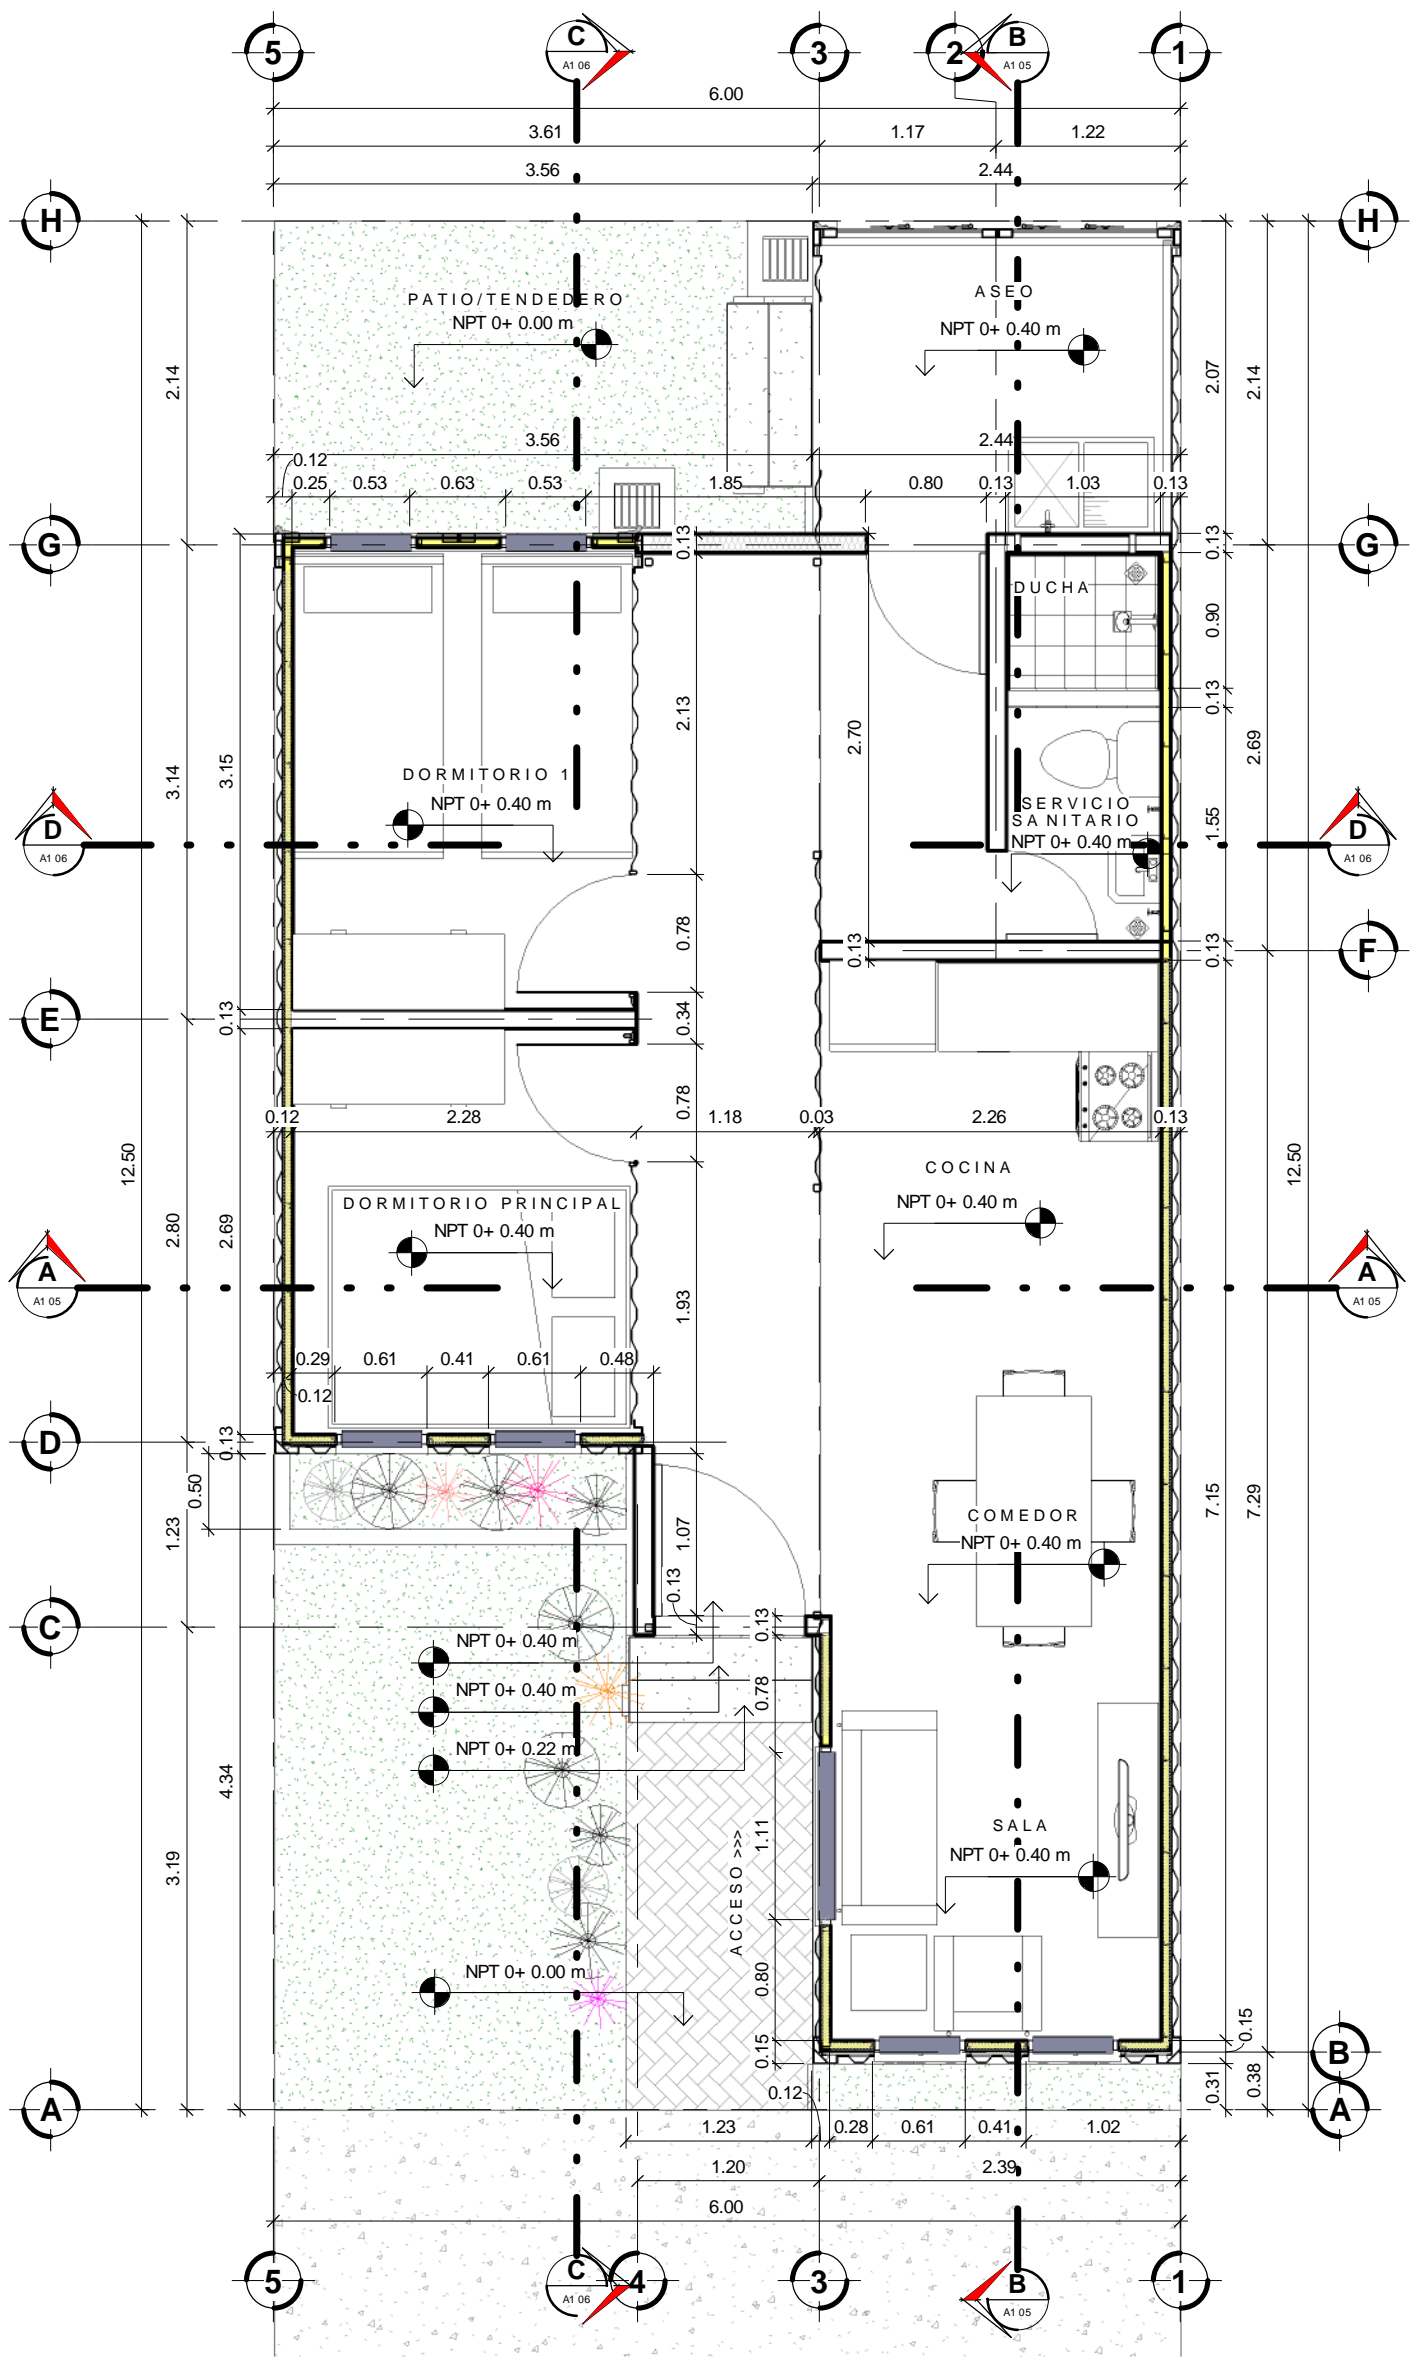 5
C
A1 06
3
2
B
A1 05
1
6.00
3.61
1.17
1.22
3.56
2.44
H
H
PATIO/TENDEDERO
NPT 0+ 0.00 m
ASEO
NPT 0+ 0.40 m
2.14
2.07
2.14
3.56
2.44
0.12
0.25
0.53
0.63
0.53
1.85
0.80
0.13
1.03
0.13
G
0.13
0.13
G
DUCHA
0.90
0.13
2.13
2.70
2.69
3.14
3.15
DORMITORIO 1
NPT 0+ 0.40 m
SERVICIO
SANITARIO
NPT 0+ 0.40 m
1.55
D
A1 06
D
A1 06
0.78
0.13
0.13
F
E
0.13
0.34
0.78
0.12
2.28
1.18
0.03
2.26
0.13
12.50
12.50
COCINA
NPT 0+ 0.40 m
DORMITORIO PRINCIPAL
NPT 0+ 0.40 m
2.80
2.69
A
A1 05
A
A1 05
1.93
0.29
0.61
0.41
0.61
0.48
0.12
D
0.13
0.50
1.23
1.07
7.15
7.29
COMEDOR
NPT 0+ 0.40 m
0.13
0.13
C
NPT 0+ 0.40 m
0.78
NPT 0+ 0.40 m
NPT 0+ 0.22 m
4.34
3.19
ACCESO >>>
1.11
SALA
NPT 0+ 0.40 m
NPT 0+ 0.00 m
0.80
0.15
0.15
B
0.31
0.38
A
A
0.12
1.23
0.28
0.61
0.41
1.02
1.20
2.39
6.00
5
C
A1 06
4
3
B
A1 05
1